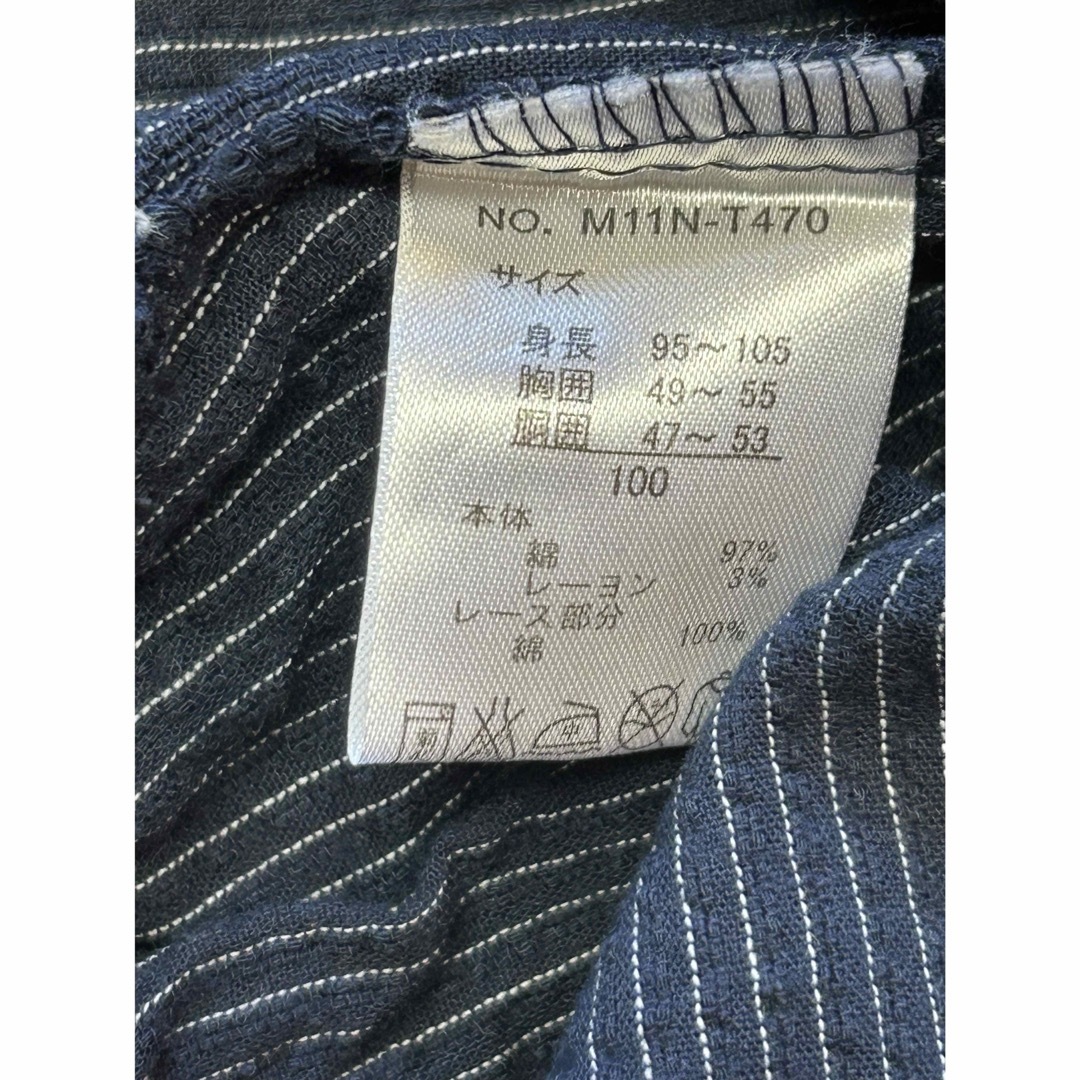 NO. M11N-T470
サイズ
身長 95～105
胸囲 49～ 55
胴囲 47～ 53
100
本体
綿 97%
レーヨン 3%
レース部分
綿 100%